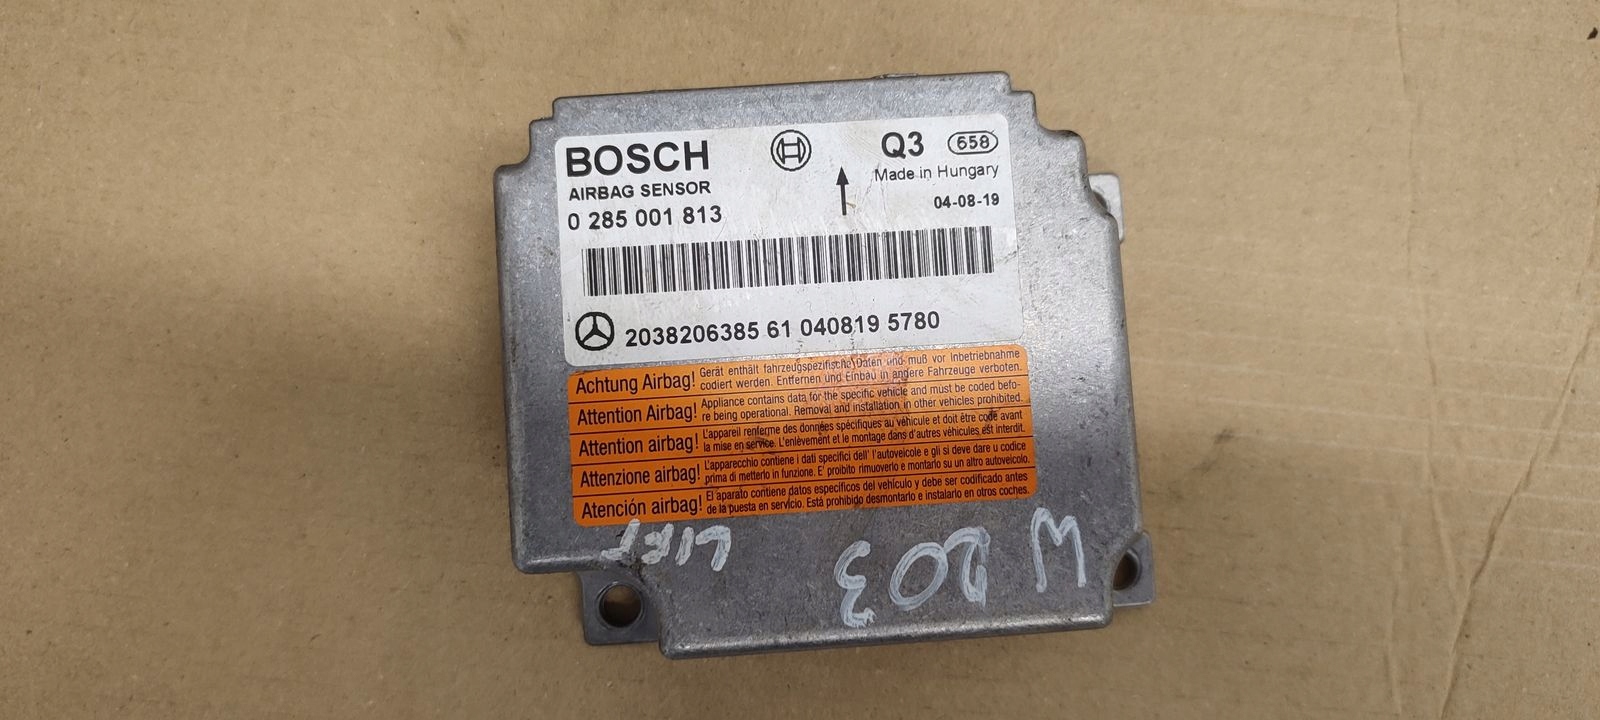 BOSCH
AIRBAG SENSOR
0 285 001 813
Q3 658
Made in Hungary
04-08-19
2038206385 61 040819 5780
Achtung Airbag! Gerät enthält fahrzeugspezifische Daten und muß vor Inbetriebnahme
codiert werden. Entfernen und Einbau in andere Fahrzeuge verboten.
Attention Airbag! Appliance contains data for the specific vehicle and must be coded befo-
re being operational. Removal and installation in other vehicles prohibited.
Attention airbag! L'appareil renferme des données spécifiques au véhicule et doit être codé avant
la mise en service. L'enlèvement et le montage dans d'autres véhicules est interdit.
Attenzione airbag! L'apparecchio contiene i dati specifici dell' l'autoveicolo e gli si deve dare u codice
prima di metterlo in funzione. E' proibito rimuoverlo e montarlo su un altro autoveicolo.
Atención airbag! El aparato contiene datos específicos del vehículo y debe ser codificado antes
de la puesta en servicio. Está prohibido desmontarlo e instalarlo en otros coches.
W203